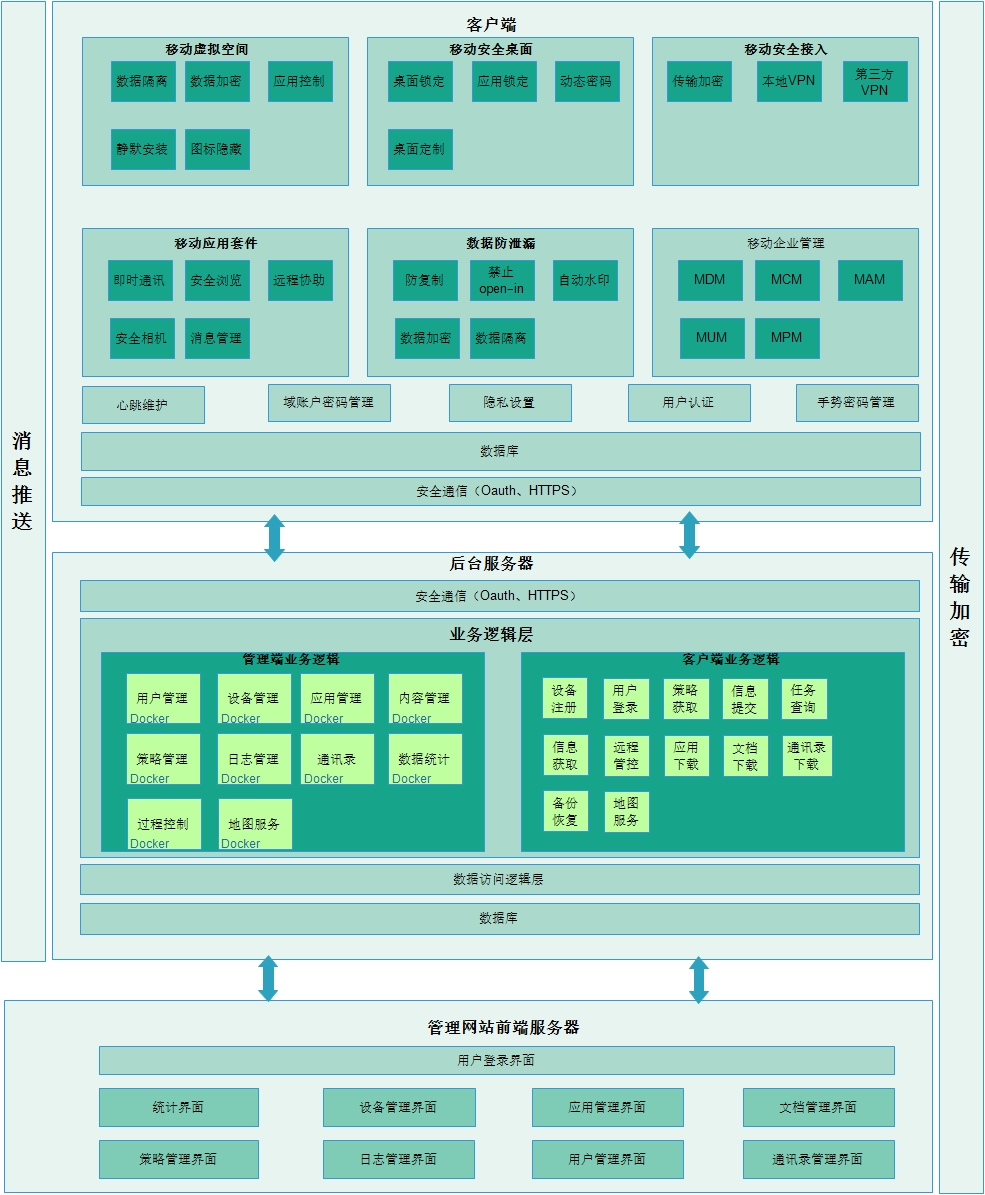 客户端
移动虚拟空间
数据隔离
数据加密
应用控制
静默安装
图标隐藏
移动安全桌面
桌面锁定
应用锁定
动态密码
桌面定制
移动安全接入
传输加密
本地VPN
第三方
VPN
移动应用套件
即时通讯
安全浏览
远程协助
安全相机
消息管理
数据防泄漏
防复制
禁止
open-in
自动水印
数据加密
数据隔离
移动企业管理
MDM
MCM
MAM
MUM
MPM
心跳维护
域账户密码管理
隐私设置
用户认证
手势密码管理
数据库
安全通信（Oauth、HTTPS）
消息推送
传输加密
后台服务器
安全通信（Oauth、HTTPS）
业务逻辑层
管理端业务逻辑
用户管理
Docker
设备管理
Docker
应用管理
Docker
内容管理
Docker
策略管理
Docker
日志管理
Docker
通讯录
Docker
数据统计
Docker
过程控制
Docker
地图服务
Docker
客户端业务逻辑
设备
注册
用户
登录
策略
获取
信息
提交
任务
查询
信息
获取
远程
管控
应用
下载
文档
下载
通讯录
下载
备份
恢复
地图
服务
数据访问逻辑层
数据库
管理网站前端服务器
用户登录界面
统计界面
设备管理界面
应用管理界面
文档管理界面
策略管理界面
日志管理界面
用户管理界面
通讯录管理界面